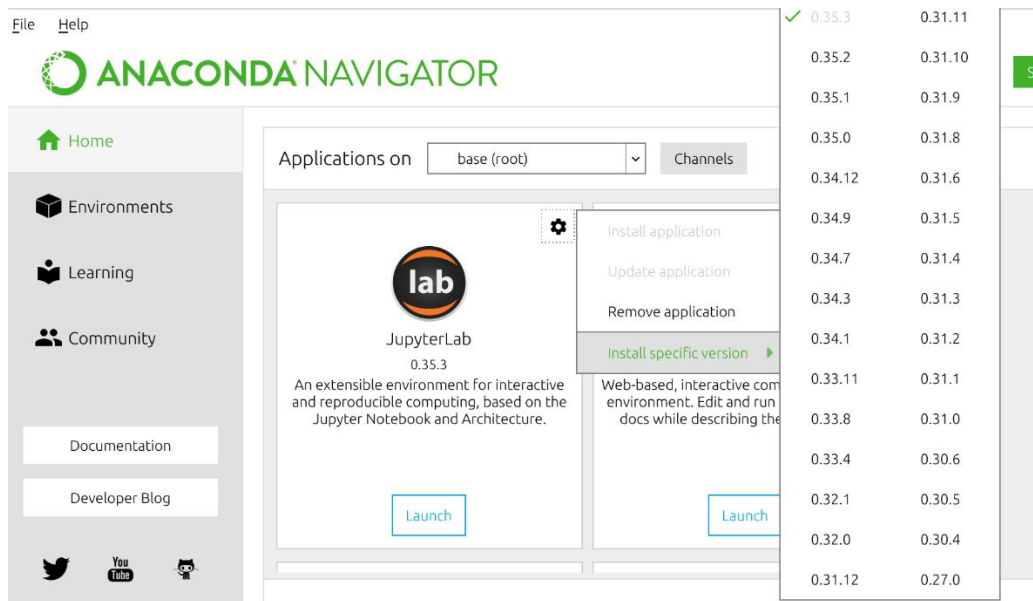 File Help
ANACONDA NAVIGATOR
Home
Environments
Learning
Community
Documentation
Developer Blog
You
Tube
Applications on base (root) Channels
lab
JupyterLab
0.35.3
An extensible environment for interactive
and reproducible computing, based on the
Jupyter Notebook and Architecture.
Launch
Install application
Update application
Remove application
Install specific version
Web-based, interactive com
environment. Edit and run
docs while describing the
Launch
0.35.3 0.31.11
0.35.2 0.31.10
0.35.1 0.31.9
0.35.0 0.31.8
0.34.12 0.31.6
0.34.9 0.31.5
0.34.7 0.31.4
0.34.3 0.31.3
0.34.1 0.31.2
0.33.11 0.31.1
0.33.8 0.31.0
0.33.4 0.30.6
0.32.1 0.30.5
0.32.0 0.30.4
0.31.12 0.27.0